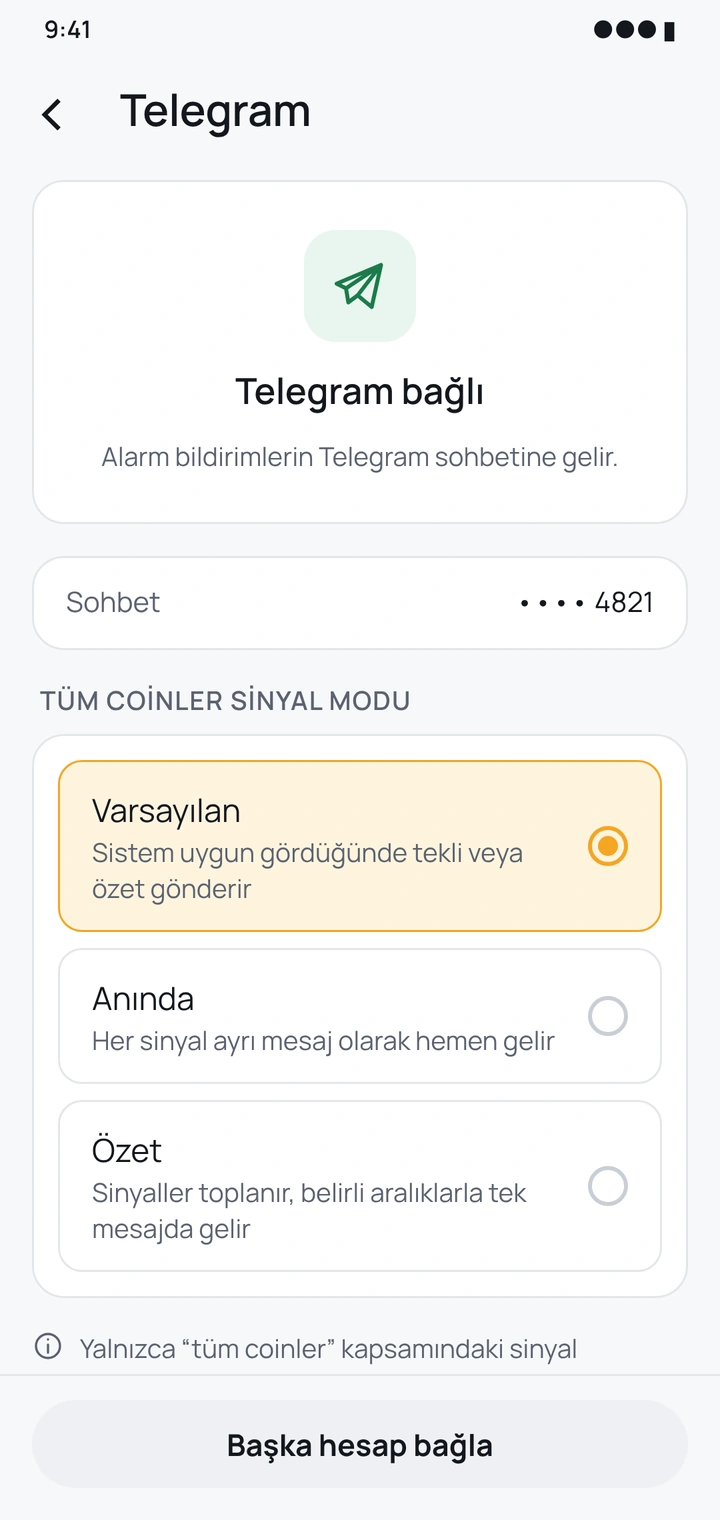 9:41
Telegram
Telegram bağlı
Alarm bildirimlerin Telegram sohbetine gelir.
Sohbet •••• 4821
TÜM COİNLER SİNYAL MODU
Varsayılan
Sistem uygun gördüğünde tekli veya
özet gönderir
Anında
Her sinyal ayrı mesaj olarak hemen gelir
Özet
Sinyaller toplanır, belirli aralıklarla tek
mesajda gelir
Yalnızca “tüm coinler” kapsamındaki sinyal
Başka hesap bağla